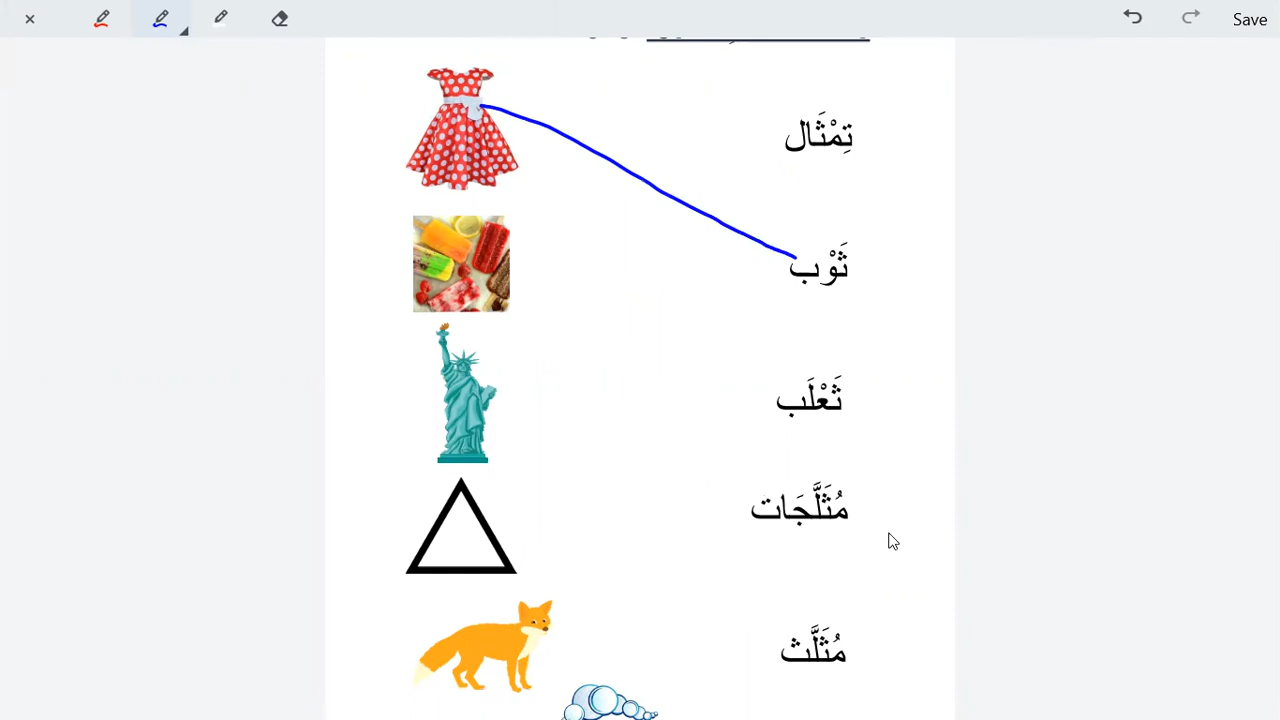 Save
تِمْثَال
ثَوْب
ثَعْلَب
مُثَلَّجَات
مُثَلَّث